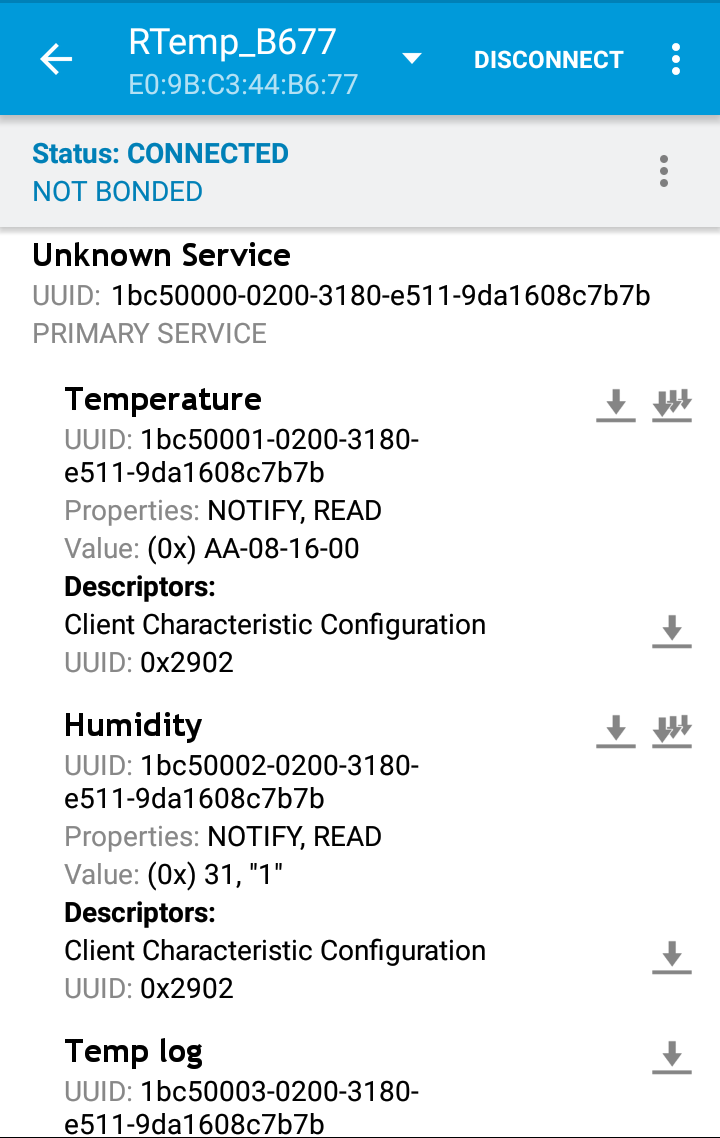 RTemp_B677
E0:9B:C3:44:B6:77
DISCONNECT
Status: CONNECTED
NOT BONDED
Unknown Service
UUID: 1bc50000-0200-3180-e511-9da1608c7b7b
PRIMARY SERVICE
Temperature
UUID: 1bc50001-0200-3180-
e511-9da1608c7b7b
Properties: NOTIFY, READ
Value: (0x) AA-08-16-00
Descriptors:
Client Characteristic Configuration
UUID: 0x2902
Humidity
UUID: 1bc50002-0200-3180-
e511-9da1608c7b7b
Properties: NOTIFY, READ
Value: (0x) 31, "1"
Descriptors:
Client Characteristic Configuration
UUID: 0x2902
Temp log
UUID: 1bc50003-0200-3180-
e511-9da1608c7b7b